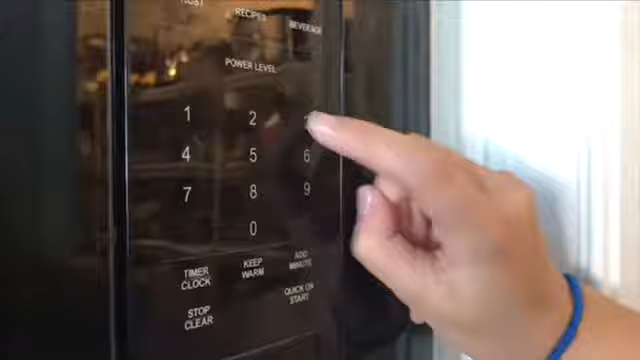 RECIPES
BEVERAGE
POWER LEVEL
1 2
4 5 6
7 8 9
0
TIMER CLOCK
KEEP WARM
ADD MINUTE
STOP CLEAR
QUICK ON START